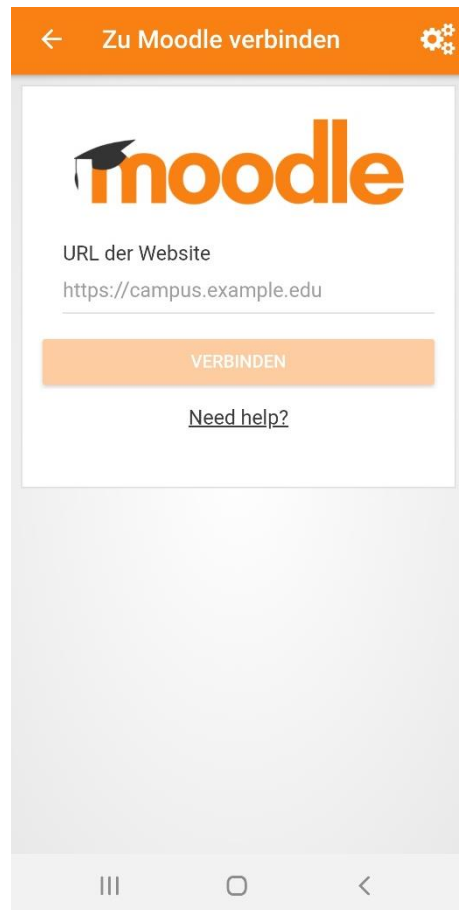 Zu Moodle verbinden
moodle
URL der Website
https://campus.example.edu
VERBINDEN
Need help?